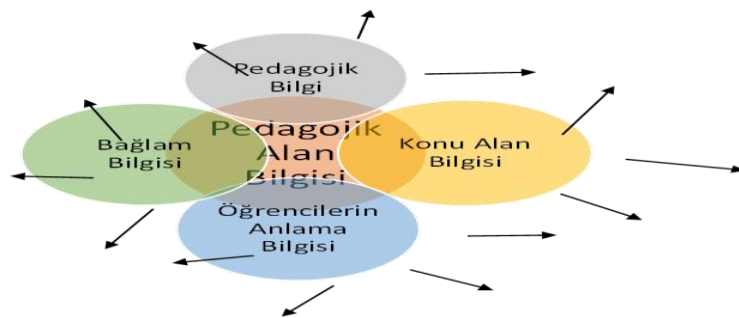 Pedagojik
Bilgi
Pedagojik
Alan
Bilgisi
Bağlam
Bilgisi
Konu Alan
Bilgisi
Öğrencilerin
Anlama
Bilgisi